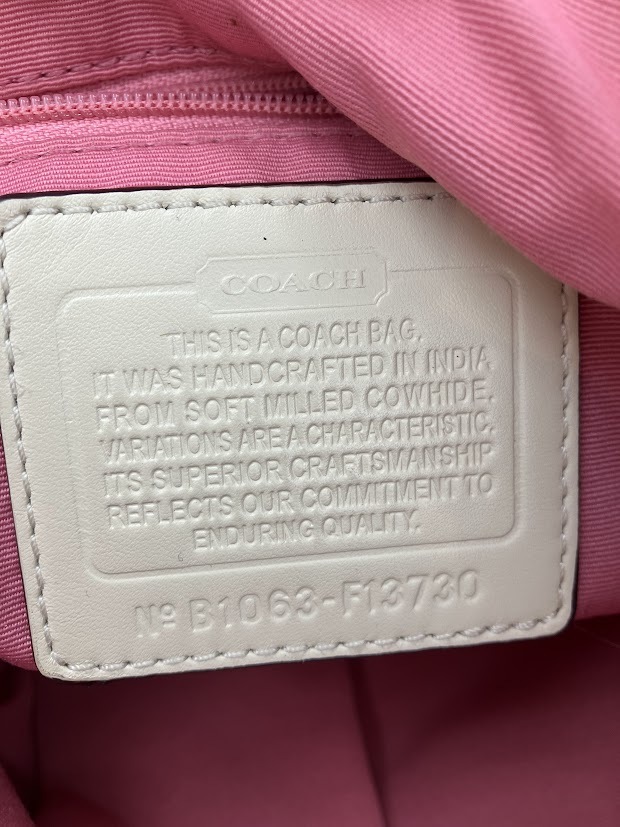 COACH
THIS IS A COACH BAG.
IT WAS HANDCRAFTED IN INDIA
FROM SOFT MILLED COWHIDE.
VARIATIONS ARE A CHARACTERISTIC.
ITS SUPERIOR CRAFTSMANSHIP
REFLECTS OUR COMMITMENT TO
ENDURING QUALITY.
Nº B1063-F13730